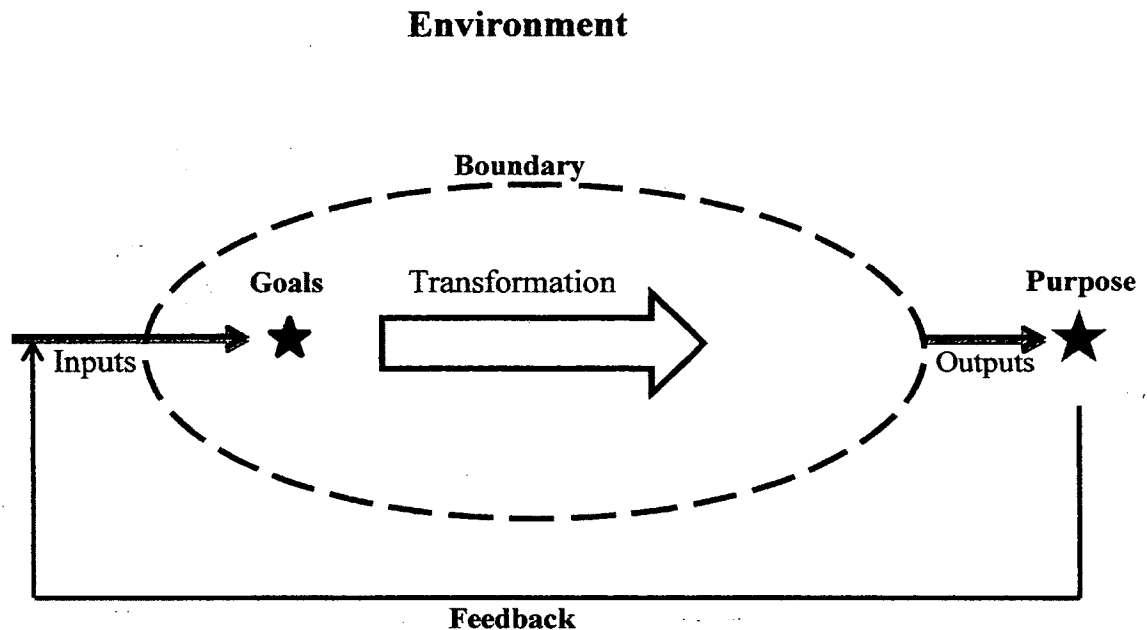 Environment
Boundary
Goals
Transformation
Purpose
Inputs
Outputs
Feedback